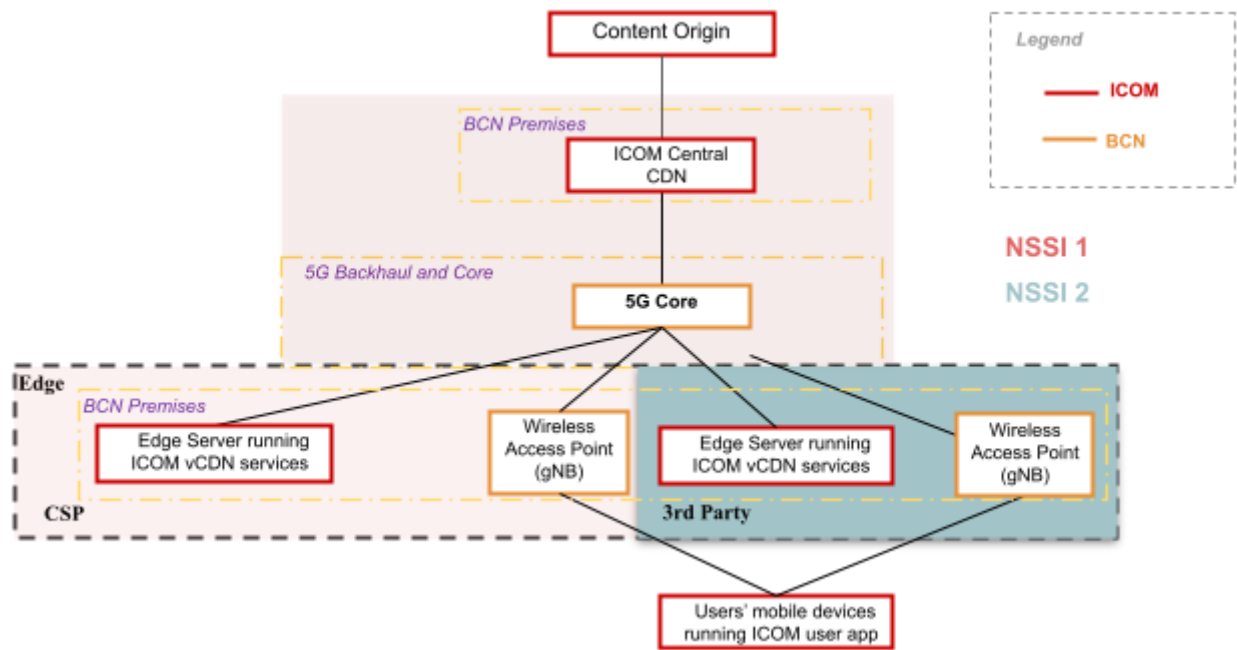 Content Origin
Legend
ICOM
BCN
BCN Premises
ICOM Central
CDN
NSSI 1
NSSI 2
5G Backhaul and Core
5G Core
Edge
BCN Premises
Edge Server running
ICOM vCDN services
Wireless
Access Point
(gNB)
Edge Server running
ICOM vCDN services
Wireless
Access Point
(gNB)
CSP
3rd Party
Users’ mobile devices
running ICOM user app